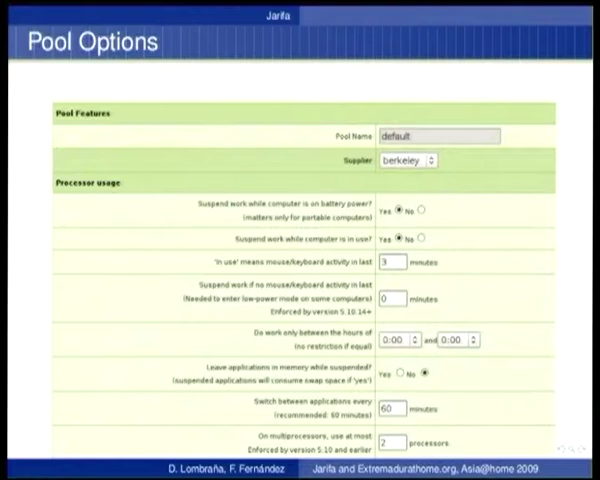 Jarifa
Pool Options
Pool Features
Pool Name default
Supplier berkeley
Processor usage
Suspend work while computer is on battery power?
(matters only for portable computers)
Yes No
Suspend work while computer is in use? Yes No
'In use' means mouse/keyboard activity in last 3 minutes
Suspend work if no mouse/keyboard activity in last
(Needed to enter low-power mode on some computers)
Enforced by version 5.10.14+
0 minutes
Do work only between the hours of
(no restriction if equal)
0:00 and 0:00
Leave applications in memory while suspended?
(suspended applications will consume swap space if 'yes')
Yes No
Switch between applications every
(recommended: 60 minutes)
60 minutes
On multiprocessors, use at most
Enforced by version 5.10 and earlier
2 processors
D. Lombraña, F. Fernández Jarifa and Extremadurathome.org, Asia@home 2009